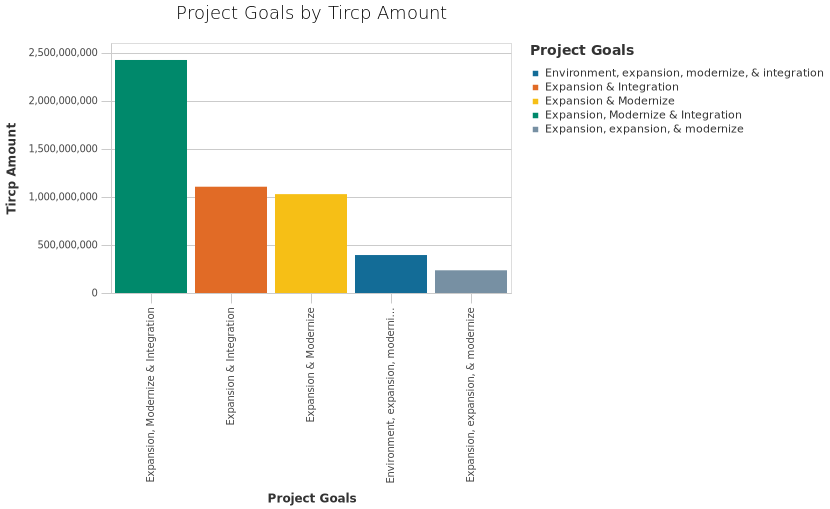 Project Goals by Tircp Amount
Tircp Amount
2,500,000,000
2,000,000,000
1,500,000,000
1,000,000,000
500,000,000
0
Expansion, Modernize & Integration
Expansion & Integration
Expansion & Modernize
Environment, expansion, moderni...
Expansion, expansion, & modernize
Project Goals
Project Goals
Environment, expansion, modernize, & integration
Expansion & Integration
Expansion & Modernize
Expansion, Modernize & Integration
Expansion, expansion, & modernize